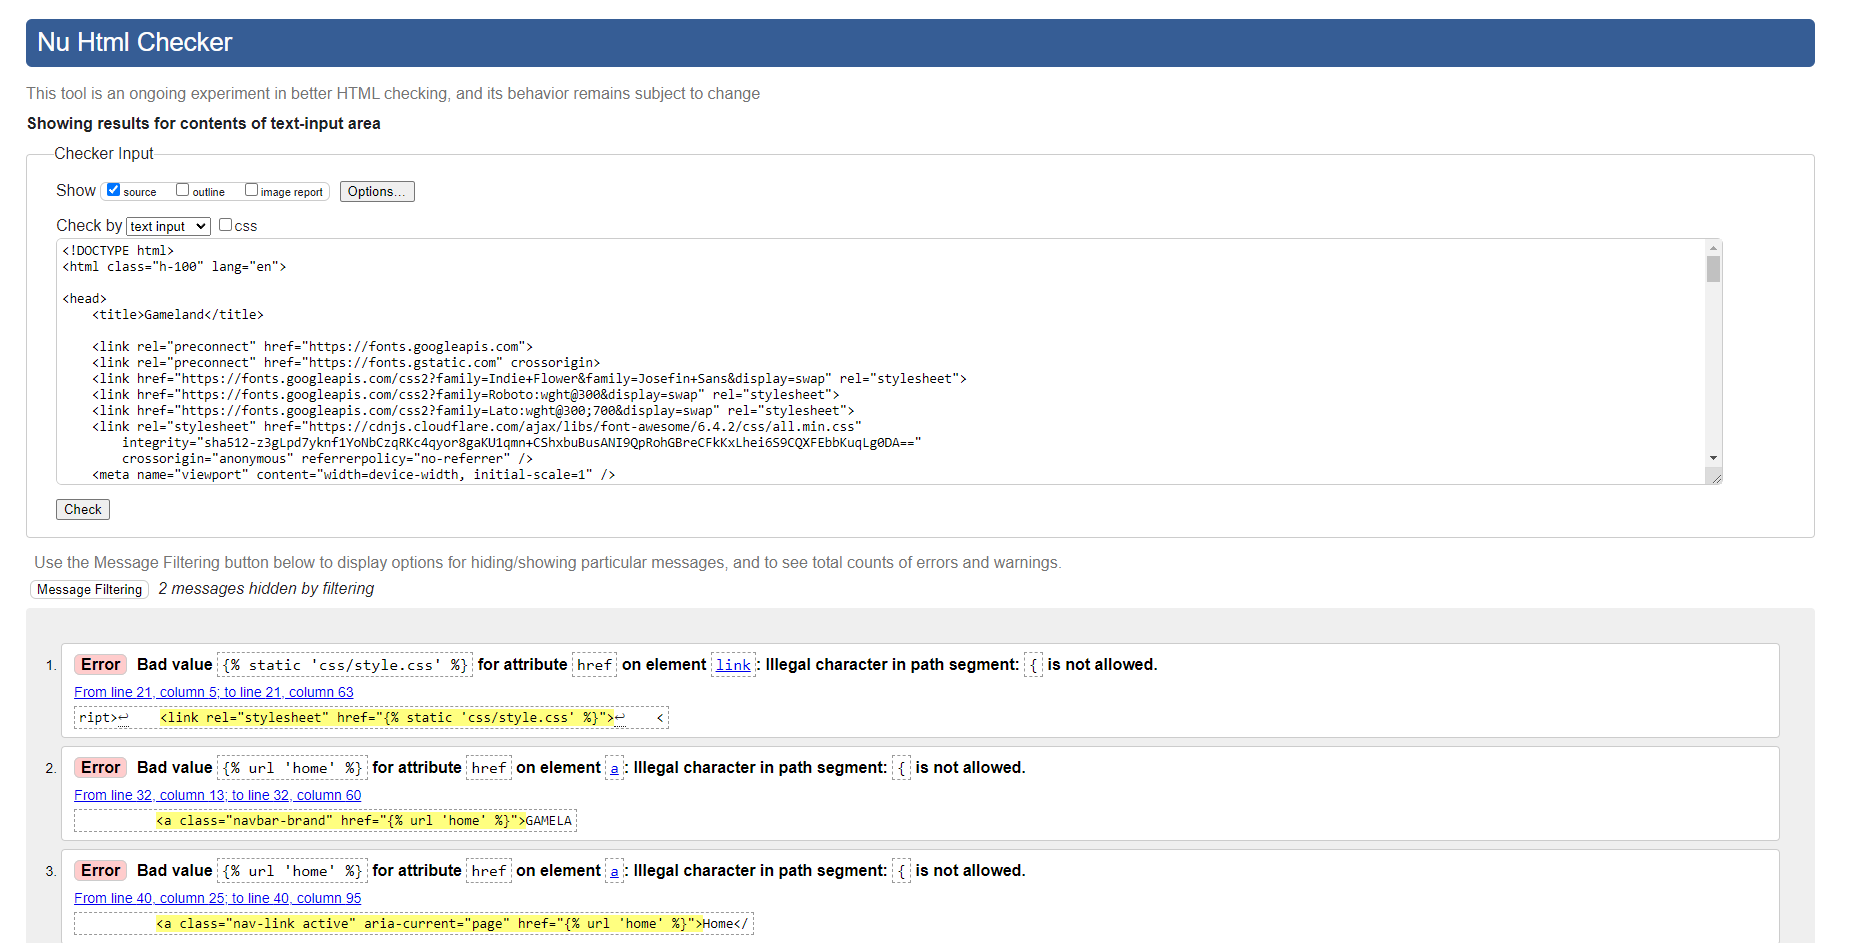 Nu Html Checker
This tool is an ongoing experiment in better HTML checking, and its behavior remains subject to change
Showing results for contents of text-input area
Checker Input
Show source outline image report Options...
Check by text input css
<!DOCTYPE html>
<html class="h-100" lang="en">
<head>
<title>Gameland</title>
<link rel="preconnect" href="https://fonts.googleapis.com">
<link rel="preconnect" href="https://fonts.gstatic.com" crossorigin>
<link href="https://fonts.googleapis.com/css2?family=Indie+Flower&family=Josefin+Sans&display=swap" rel="stylesheet">
<link href="https://fonts.googleapis.com/css2?family=Roboto:wght@300&display=swap" rel="stylesheet">
<link href="https://fonts.googleapis.com/css2?family=Lato:wght@300;700&display=swap" rel="stylesheet">
<link rel="stylesheet" href="https://cdnjs.cloudflare.com/ajax/libs/font-awesome/6.4.2/css/all.min.css"
integrity="sha512-z3gLpd7yknf1YoNbCzqRKc4qyor8gaKU1qmn+CShxbuBusANI9QpRohGBreCFkKxLhei6S9CQXFEbbKuqLg0DA=="
crossorigin="anonymous" referrerpolicy="no-referrer" />
<meta name="viewport" content="width=device-width, initial-scale=1" />
Check
Use the Message Filtering button below to display options for hiding/showing particular messages, and to see total counts of errors and warnings.
Message Filtering 2 messages hidden by filtering
1. Error Bad value {% static 'css/style.css' %} for attribute href on element link: Illegal character in path segment: { is not allowed.
From line 21, column 5; to line 21, column 63
ript>↩ <link rel="stylesheet" href="{% static 'css/style.css' %}">↩ <
2. Error Bad value {% url 'home' %} for attribute href on element a: Illegal character in path segment: { is not allowed.
From line 32, column 13; to line 32, column 60
<a class="navbar-brand" href="{% url 'home' %}">GAMELA
3. Error Bad value {% url 'home' %} for attribute href on element a: Illegal character in path segment: { is not allowed.
From line 40, column 25; to line 40, column 95
<a class="nav-link active" aria-current="page" href="{% url 'home' %}">Home</